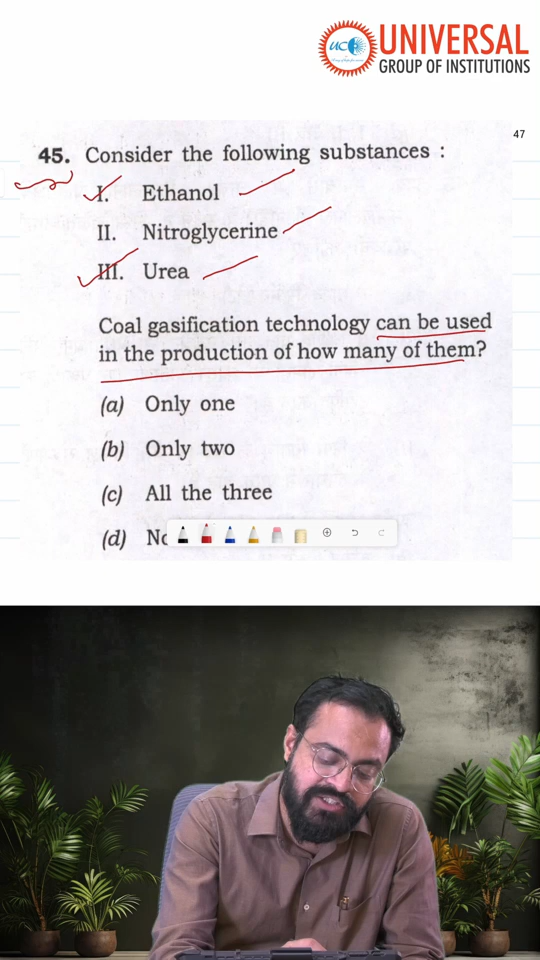 UC
UNIVERSAL
GROUP OF INSTITUTIONS
47
45. Consider the following substances :
I. Ethanol
II. Nitroglycerine
III. Urea
Coal gasification technology can be used
in the production of how many of them?
(a) Only one
(b) Only two
(c) All the three
(d)